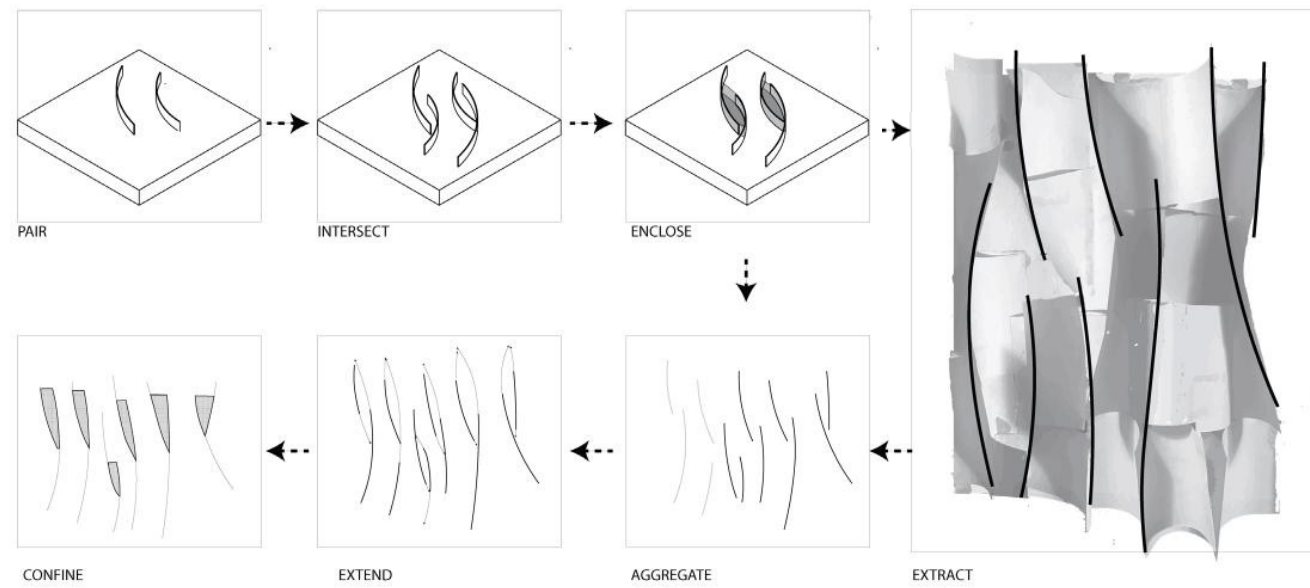 PAIR
INTERSECT
ENCLOSE
CONFINE
EXTEND
AGGREGATE
EXTRACT